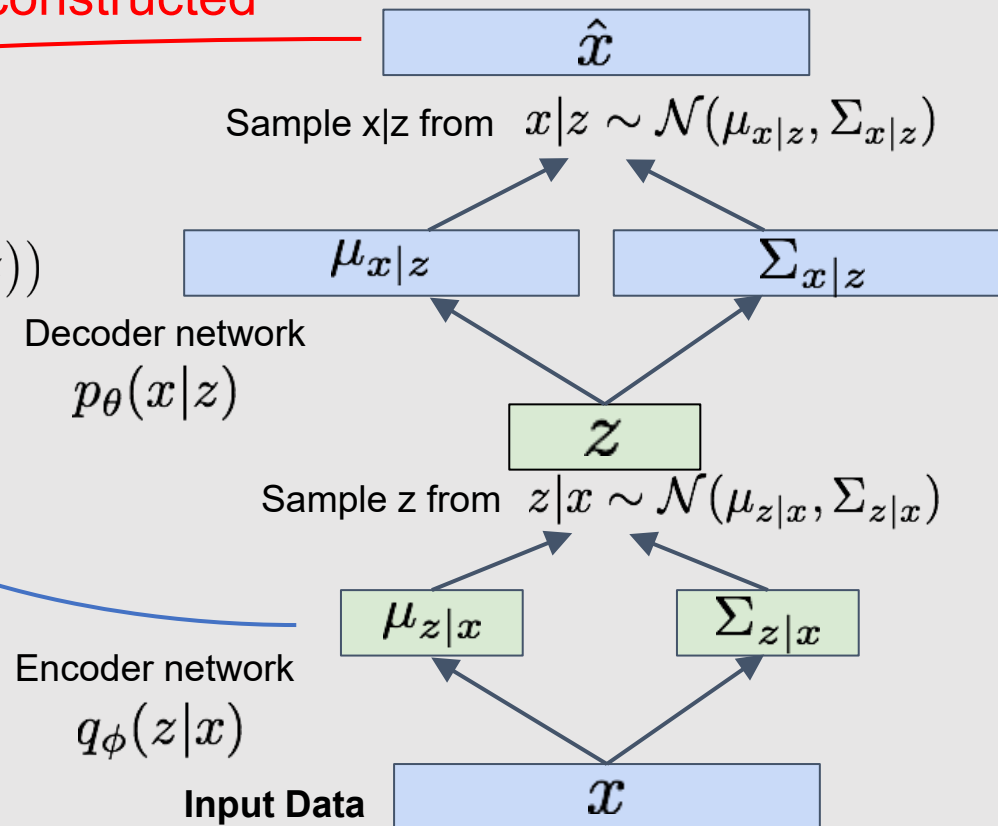 constructed
x̂
Sample x|z from x|z ∼ 𝒩(μ_{x|z}, Σ_{x|z})
))
μ_{x|z} Σ_{x|z}
Decoder network
p_θ(x|z)
z
Sample z from z|x ∼ 𝒩(μ_{z|x}, Σ_{z|x})
μ_{z|x} Σ_{z|x}
Encoder network
q_ϕ(z|x)
Input Data x